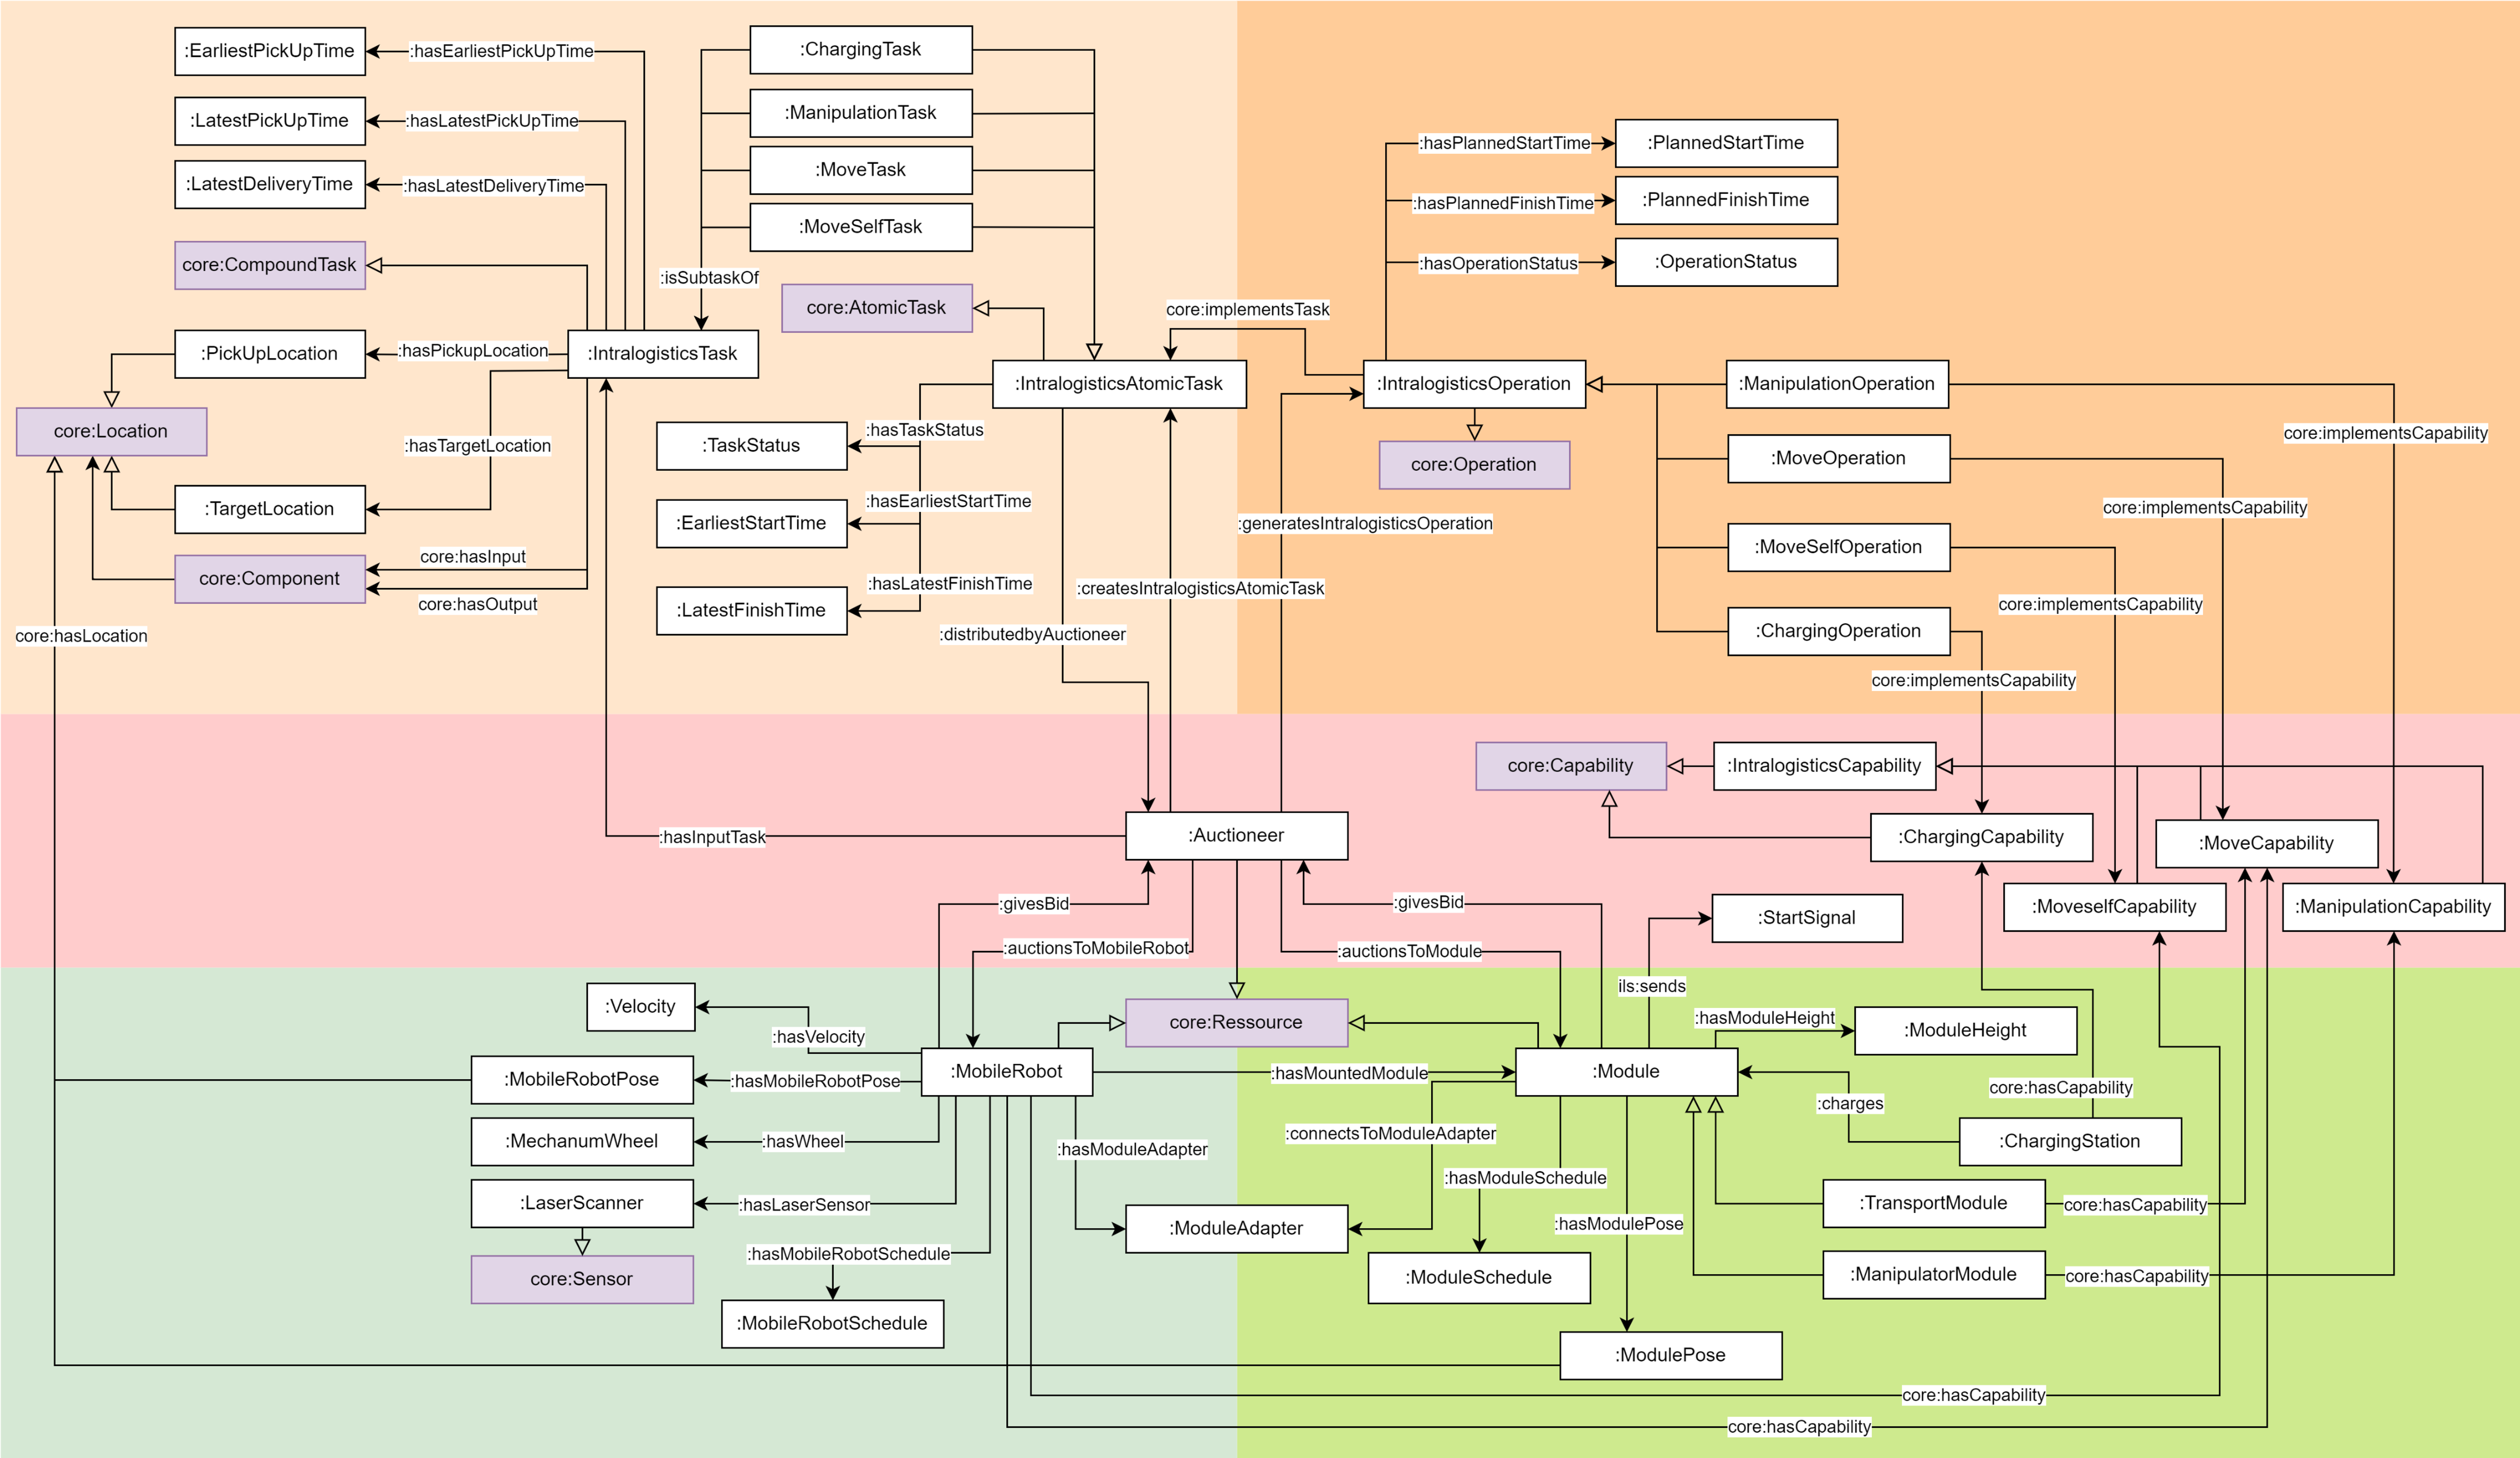 :EarliestPickUpTime
:hasEarliestPickUpTime
:ChargingTask
:LatestPickUpTime
:hasLatestPickUpTime
:ManipulationTask
:LatestDeliveryTime
:hasLatestDeliveryTime
:MoveTask
:MoveSelfTask
core:CompoundTask
:isSubtaskOf
core:AtomicTask
:PickUpLocation
:hasPickupLocation
:IntralogisticsTask
:IntralogisticsAtomicTask
core:Location
:hasTargetLocation
:TaskStatus
:hasTaskStatus
:TargetLocation
:EarliestStartTime
:hasEarliestStartTime
core:Component
core:hasInput
core:hasOutput
:LatestFinishTime
:hasLatestFinishTime
core:hasLocation
:distributedbyAuctioneer
:createsIntralogisticsAtomicTask
:generatesIntralogisticsOperation
core:implementsTask
:hasPlannedStartTime
:PlannedStartTime
:hasPlannedFinishTime
:PlannedFinishTime
:hasOperationStatus
:OperationStatus
:IntralogisticsOperation
:ManipulationOperation
core:Operation
:MoveOperation
core:implementsCapability
core:implementsCapability
:MoveSelfOperation
core:implementsCapability
:ChargingOperation
core:implementsCapability
core:Capability
:IntralogisticsCapability
:hasInputTask
:Auctioneer
:ChargingCapability
:MoveCapability
:givesBid
:givesBid
:StartSignal
:MoveselfCapability
:ManipulationCapability
:auctionsToMobileRobot
:auctionsToModule
ils:sends
:Velocity
:hasVelocity
core:Ressource
:hasModuleHeight
:ModuleHeight
:MobileRobotPose
:hasMobileRobotPose
:MobileRobot
:hasMountedModule
:Module
:charges
core:hasCapability
:MechanumWheel
:hasWheel
:hasModuleAdapter
:connectsToModuleAdapter
:ChargingStation
:LaserScanner
:hasLaserSensor
:hasModuleSchedule
:TransportModule
core:hasCapability
:ModuleAdapter
:hasModulePose
core:Sensor
:hasMobileRobotSchedule
:ModuleSchedule
:ManipulatorModule
core:hasCapability
:MobileRobotSchedule
:ModulePose
core:hasCapability
core:hasCapability